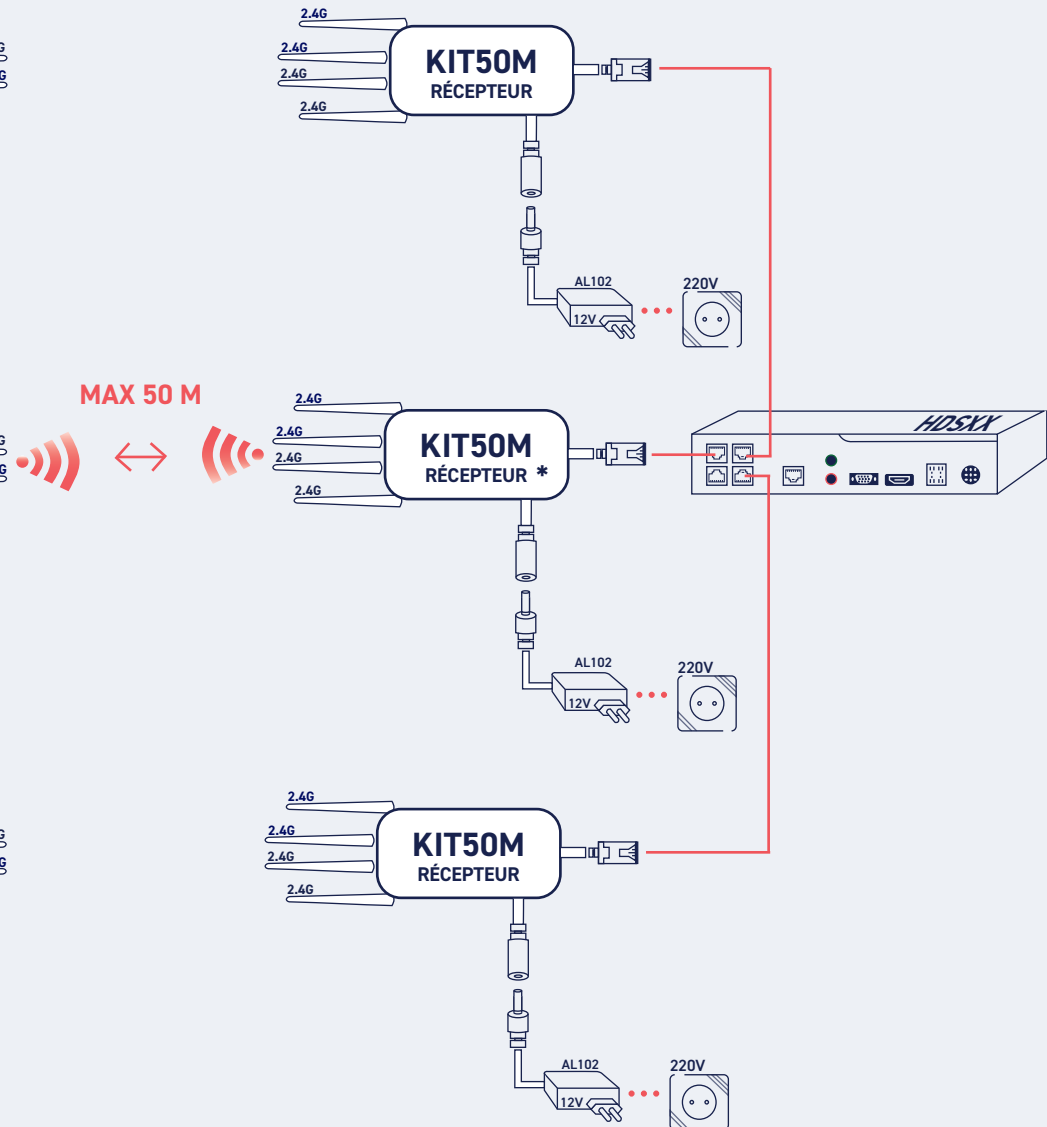 2.4G
2.4G
2.4G
2.4G
KIT50M
RÉCEPTEUR
AL102
12V
220V
MAX 50 M
2.4G
2.4G
2.4G
2.4G
KIT50M
RÉCEPTEUR *
HDSXX
AL102
12V
220V
2.4G
2.4G
2.4G
2.4G
KIT50M
RÉCEPTEUR
AL102
12V
220V